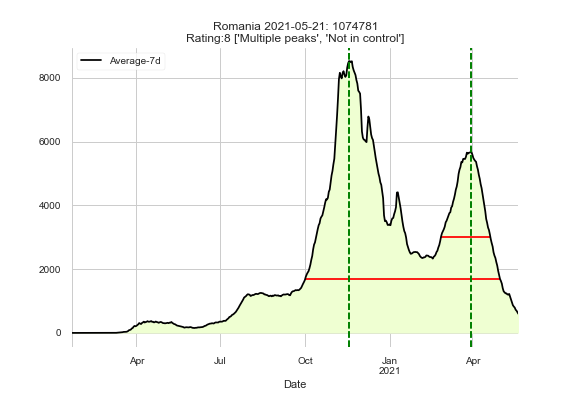 Romania 2021-05-21: 1074781
Rating:8 ['Multiple peaks', 'Not in control']
Average-7d
8000
6000
4000
2000
0
Apr
Jul
Oct
Jan
2021
Apr
Date